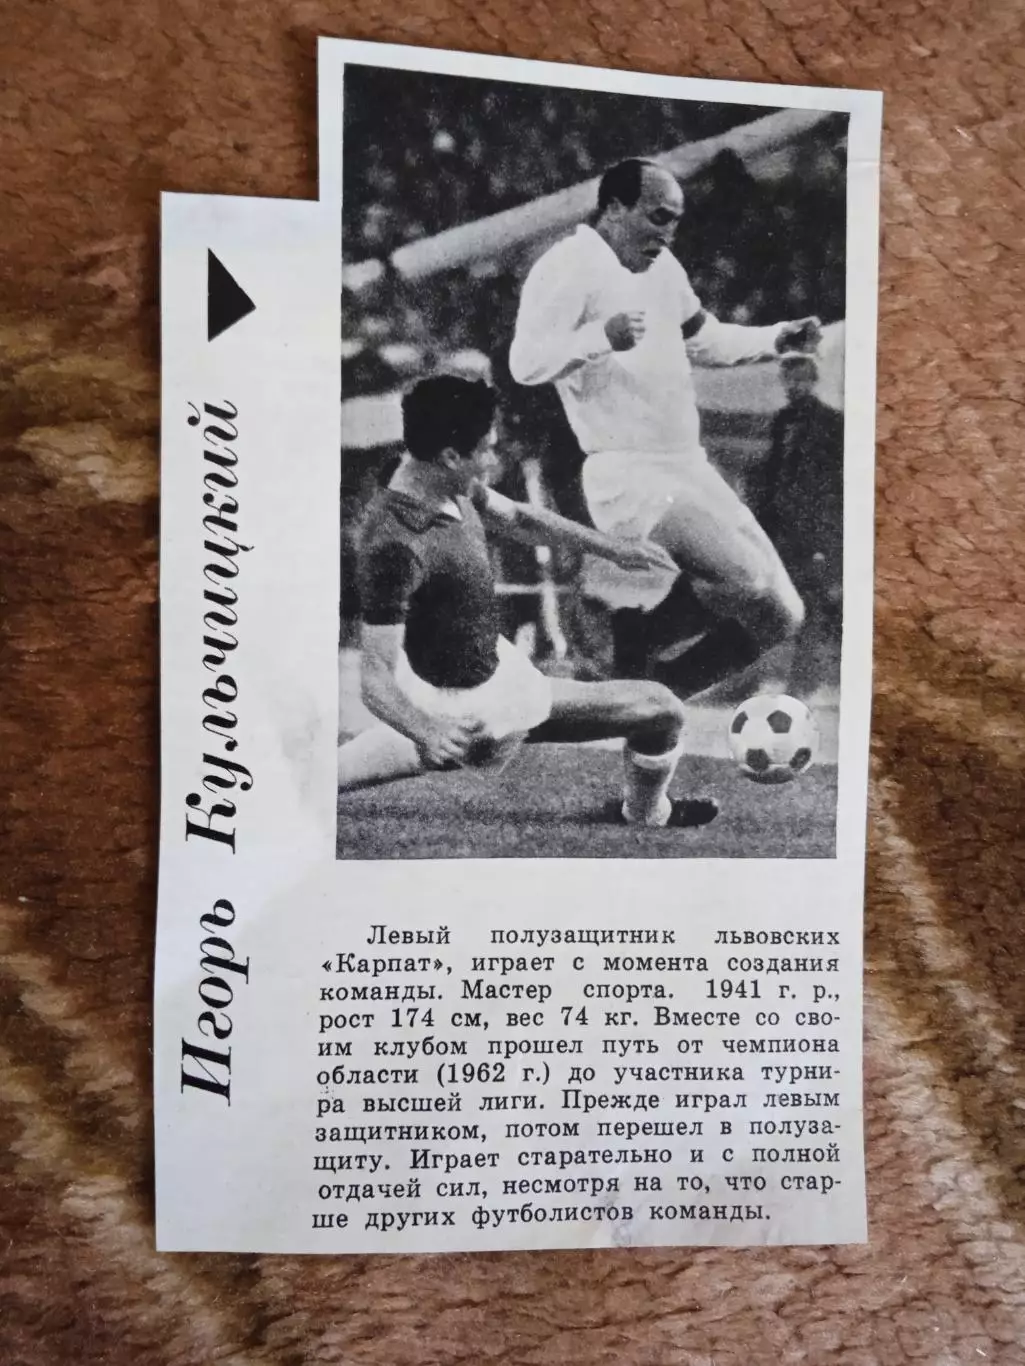 Игорь Кульчицкий
Левый полузащитник львовских
«Карпат», играет с момента создания
команды. Мастер спорта. 1941 г. р.,
рост 174 см, вес 74 кг. Вместе со сво-
им клубом прошел путь от чемпиона
области (1962 г.) до участника турни-
ра высшей лиги. Прежде играл левым
защитником, потом перешел в полуза-
щиту. Играет старательно и с полной
отдачей сил, несмотря на то, что стар-
ше других футболистов команды.